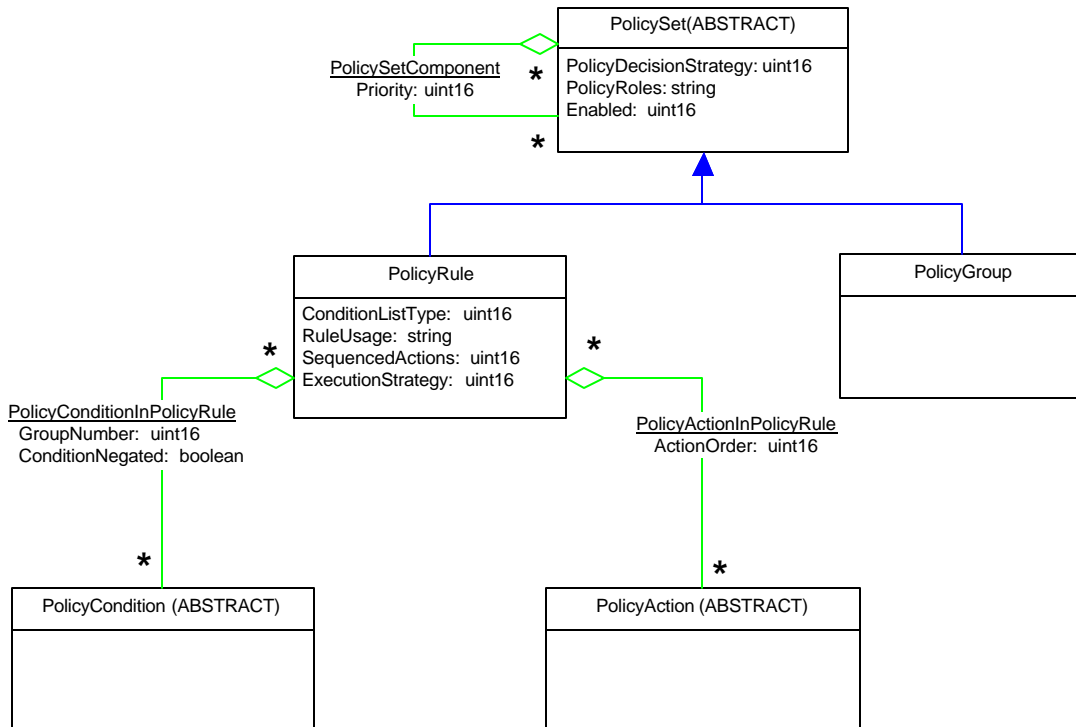 PolicySet(ABSTRACT)
PolicyDecisionStrategy: uint16
PolicyRoles: string
Enabled: uint16
PolicySetComponent
Priority: uint16
*
*
PolicyRule
ConditionListType: uint16
RuleUsage: string
SequencedActions: uint16
ExecutionStrategy: uint16
PolicyGroup
*
*
PolicyConditionInPolicyRule
GroupNumber: uint16
ConditionNegated: boolean
PolicyActionInPolicyRule
ActionOrder: uint16
*
*
PolicyCondition (ABSTRACT)
PolicyAction (ABSTRACT)